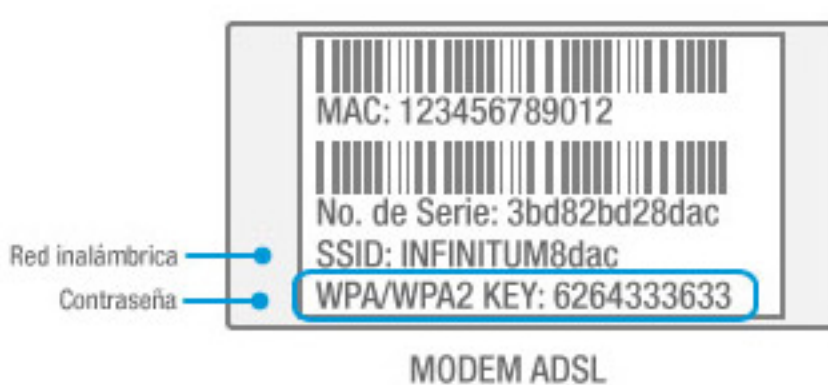 MAC: 123456789012
No. de Serie: 3bd82bd28dac
Red inalámbrica
SSID: INFINITUM8dac
Contraseña
WPA/WPA2 KEY: 6264333633
MODEM ADSL